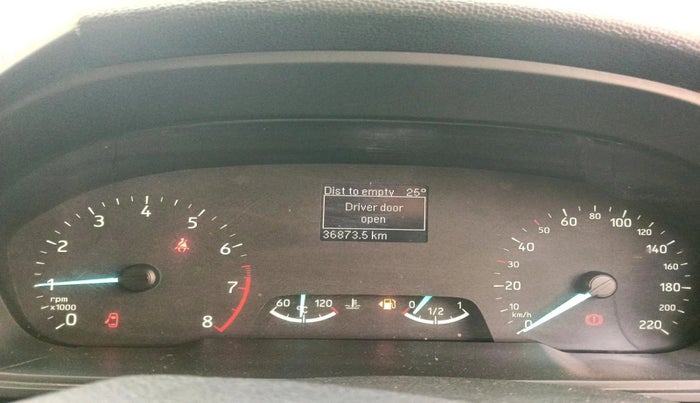 Dist to empty 25°
Driver door
open
36873.5 km
0 1 2 3 4 5 6 7 8
rpm
x1000
60 °C 120
0 1/2 1
0 10 20 30 40 50 60 80 100 120 140 160 180 200 220
km/h